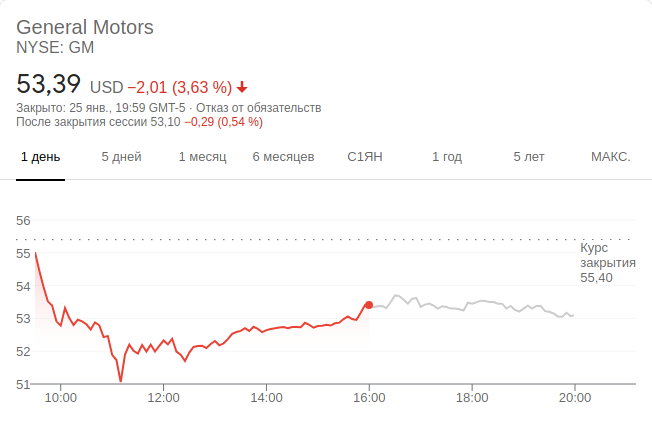 General Motors
NYSE: GM
53,39 USD −2,01 (3,63 %)
Закрыто: 25 янв., 19:59 GMT-5 · Отказ от обязательств
После закрытия сессии 53,10 −0,29 (0,54 %)
1 день 5 дней 1 месяц 6 месяцев С1ЯН 1 год 5 лет МАКС.
56
Курс
55
закрытия
55,40
54
53
52
51
10:00 12:00 14:00 16:00 18:00 20:00